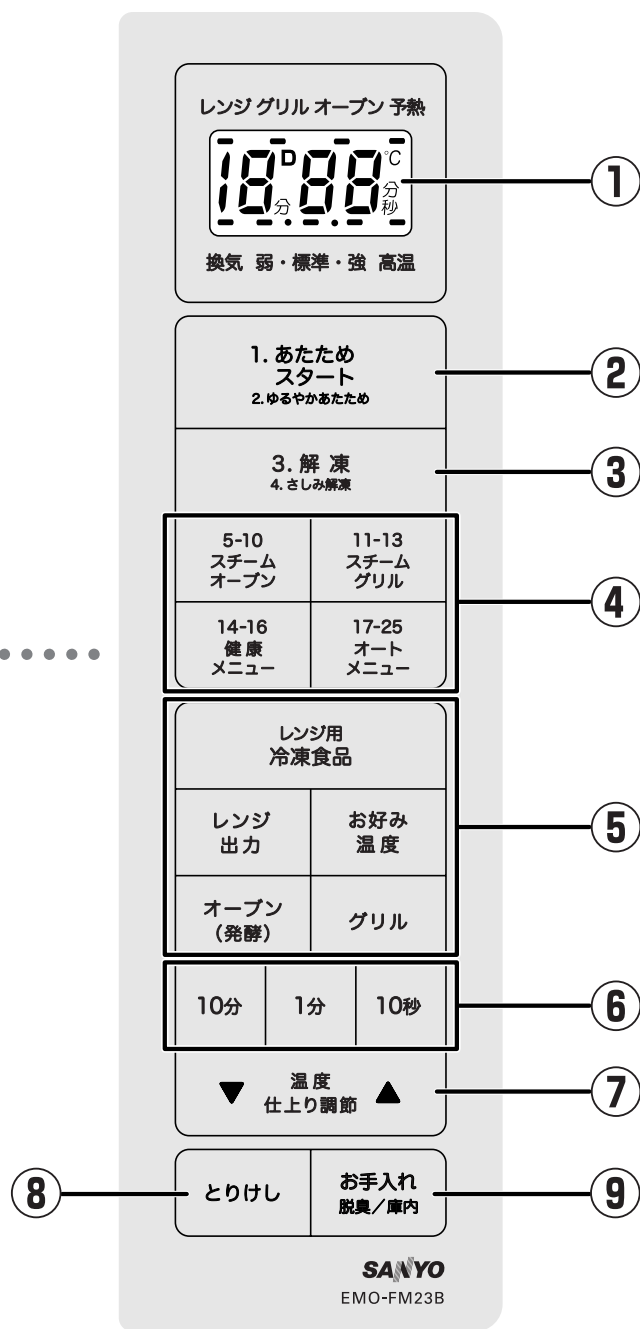 レンジ グリル オーブン 予熱
18 D 88 ℃
分 分
秒
換気 弱・標準・強 高温
①
1. あたため
スタート
2. ゆるやかあたため
②
3. 解 凍
4. さしみ解凍
③
5-10
スチーム
オーブン
11-13
スチーム
グリル
14-16
健 康
メニュー
17-25
オート
メニュー
④
レンジ用
冷凍食品
レンジ
出力
お好み
温 度
オーブン
(発酵)
グリル
⑤
10分 1分 10秒
⑥
▼ 温 度 ▲
仕上り調節
⑦
⑧
とりけし
お手入れ
脱臭/庫内
⑨
SANYO
EMO-FM23B